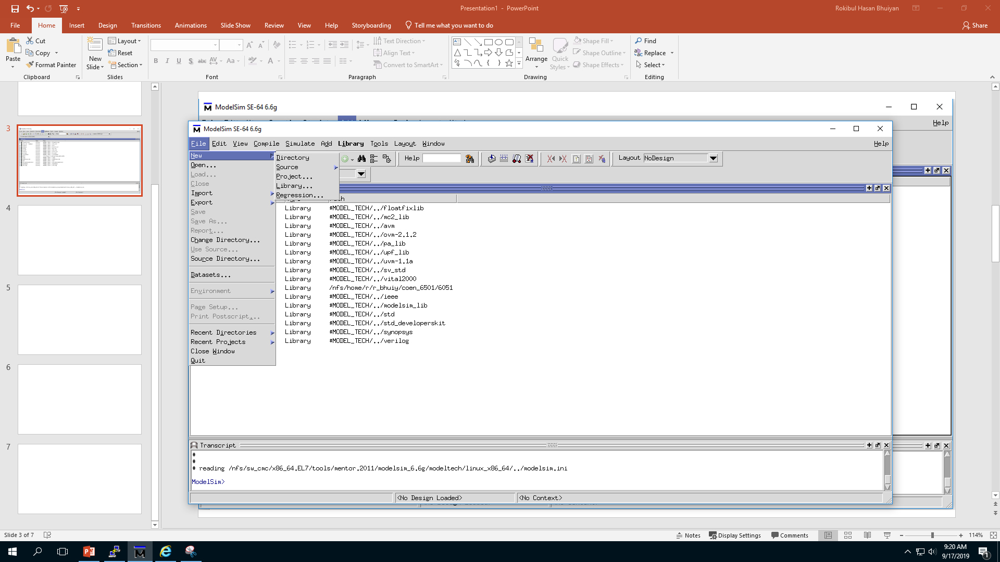 Presentation1 - PowerPoint
Rokibul Hasan Bhuiyan
File Home Insert Design Transitions Animations Slide Show Review View Help Storyboarding Tell me what you want to do Share
Paste
Cut
Copy
Format Painter
Clipboard
New Slide
Layout
Reset
Section
Slides
B I U S abc AV Aa A
Font
Text Direction
Align Text
Convert to SmartArt
Paragraph
Arrange
Quick Styles
Shape Fill
Shape Outline
Shape Effects
Drawing
Find
Replace
Select
Editing
3
4
5
6
7
ModelSim SE-64 6.6g
Help
ModelSim SE-64 6.6g
File Edit View Compile Simulate Add Library Tools Layout Window Help
New
Open...
Load...
Close
Import
Export
Save
Save As...
Report...
Change Directory...
Use Source...
Source Directory...
Datasets...
Environment
Page Setup...
Print Postscript...
Recent Directories
Recent Projects
Close Window
Quit
Directory
Source
Project...
Library...
Regression...
Help
Layout NoDesign
Library $MODEL_TECH/../floatfixlib
Library $MODEL_TECH/../mc2_lib
Library $MODEL_TECH/../avm
Library $MODEL_TECH/../ovm-2.1.2
Library $MODEL_TECH/../pa_lib
Library $MODEL_TECH/../upf_lib
Library $MODEL_TECH/../uvm-1.1a
Library $MODEL_TECH/../sv_std
Library $MODEL_TECH/../vital2000
Library /nfs/home/r/r_bhuiy/coen_6501/6051
Library $MODEL_TECH/../ieee
Library $MODEL_TECH/../modelsim_lib
Library $MODEL_TECH/../std
Library $MODEL_TECH/../std_developerskit
Library $MODEL_TECH/../synopsys
Library $MODEL_TECH/../verilog
Transcript
#
#
# reading /nfs/sw_cmc/x86_64.EL7/tools/mentor.2011/modelsim_6.6g/modeltech/linux_x86_64/../modelsim.ini
ModelSim>
<No Design Loaded> <No Context>
Slide 3 of 7
Notes Display Settings Comments 114%
9:20 AM
9/17/2019
1